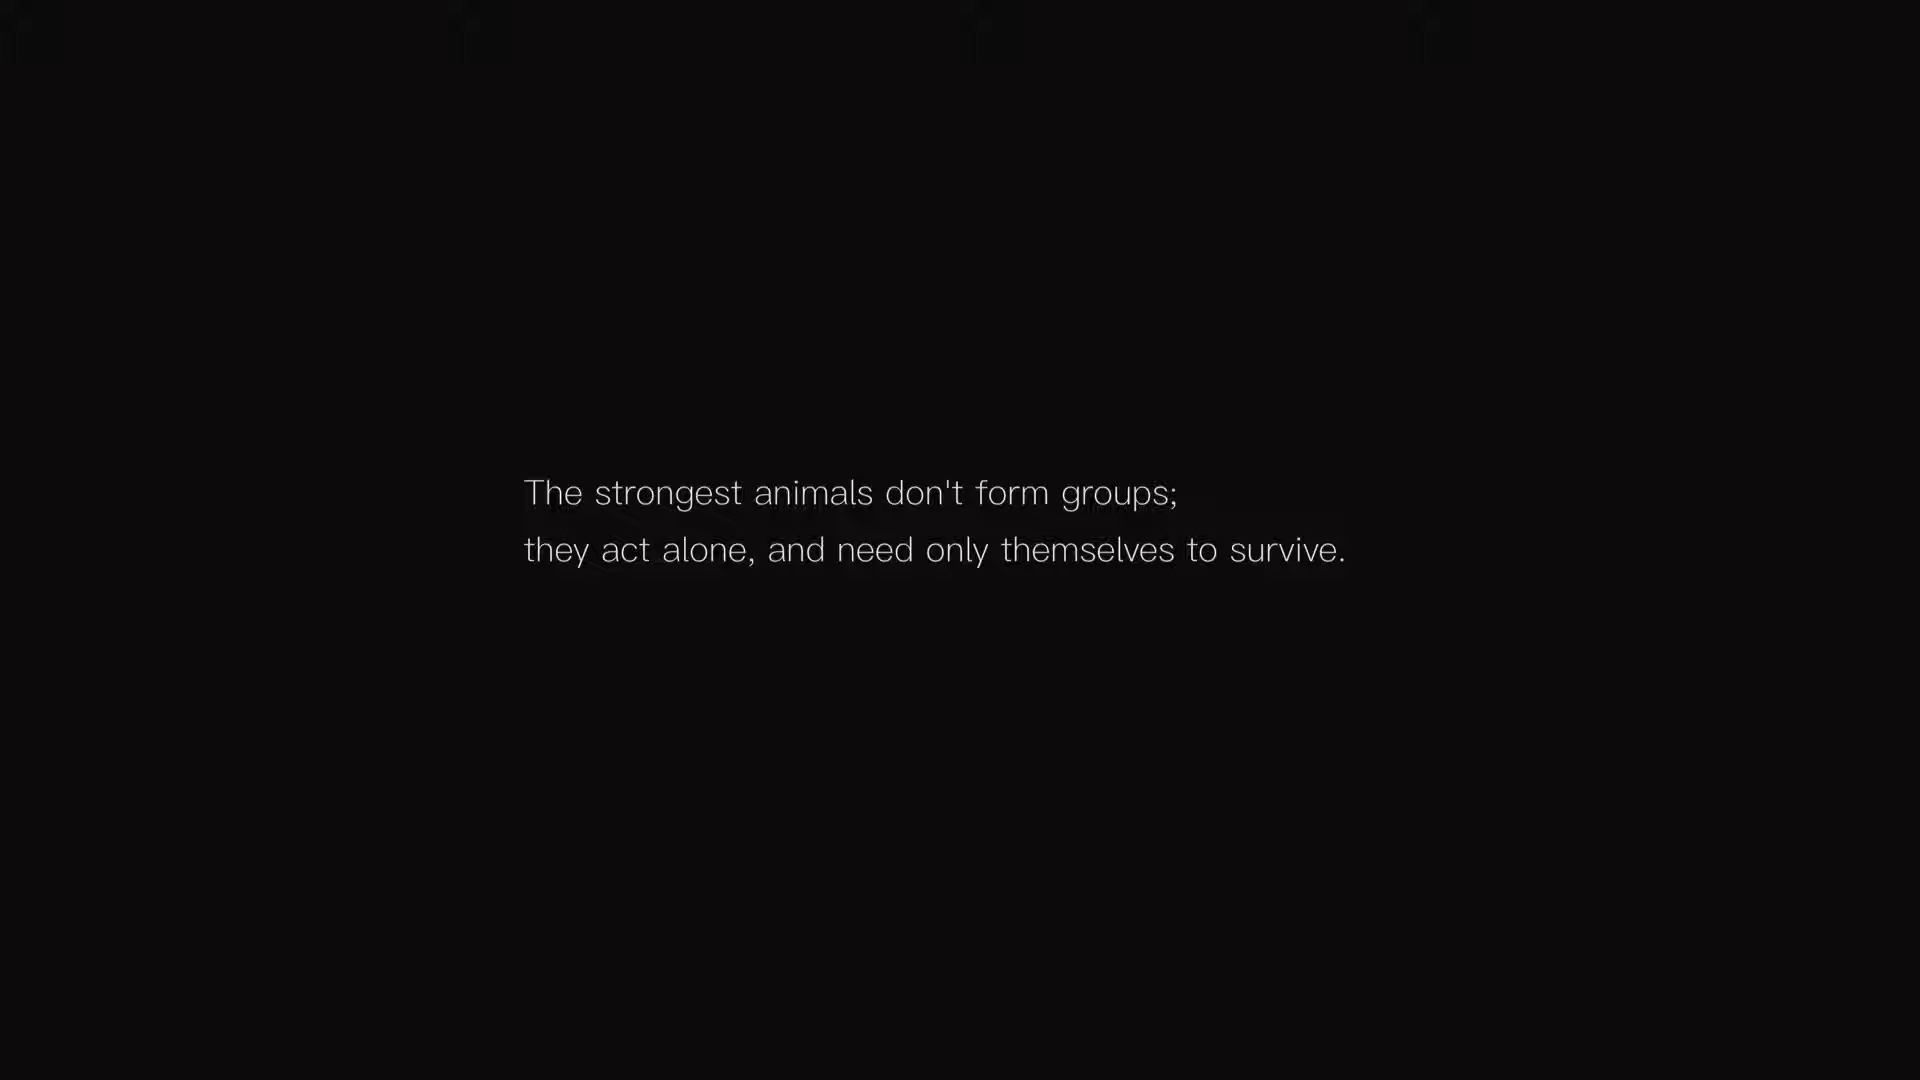 The strongest animals don't form groups;
they act alone, and need only themselves to survive.